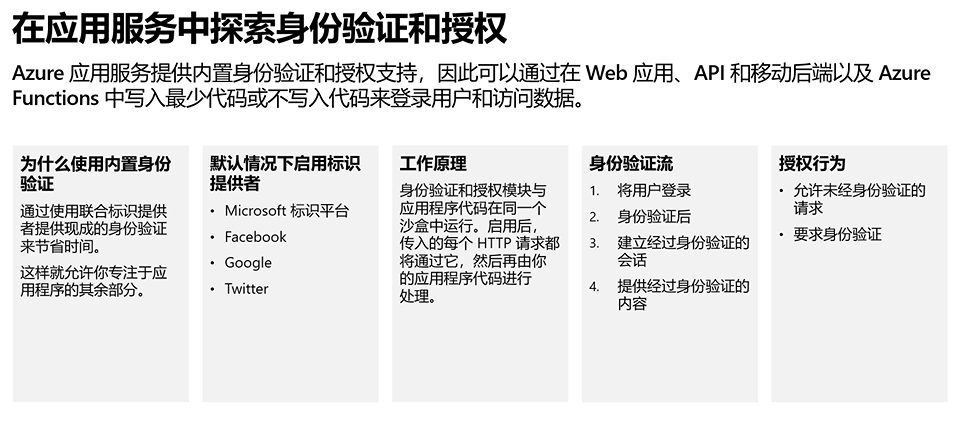 在应用服务中探索身份验证和授权
Azure 应用服务提供内置身份验证和授权支持，因此可以通过在 Web 应用、API 和移动后端以及 Azure
Functions 中写入最少代码或不写入代码来登录用户和访问数据。
为什么使用内置身份
验证
通过使用联合标识提供
者提供现成的身份验证
来节省时间。
这样就允许你专注于应
用程序的其余部分。
默认情况下启用标识
提供者
• Microsoft 标识平台
• Facebook
• Google
• Twitter
工作原理
身份验证和授权模块与
应用程序代码在同一个
沙盒中运行。启用后，
传入的每个 HTTP 请求都
将通过它，然后再由你
的应用程序代码进行
处理。
身份验证流
1. 将用户登录
2. 身份验证后
3. 建立经过身份验证的
会话
4. 提供经过身份验证的
内容
授权行为
• 允许未经身份验证的
请求
• 要求身份验证